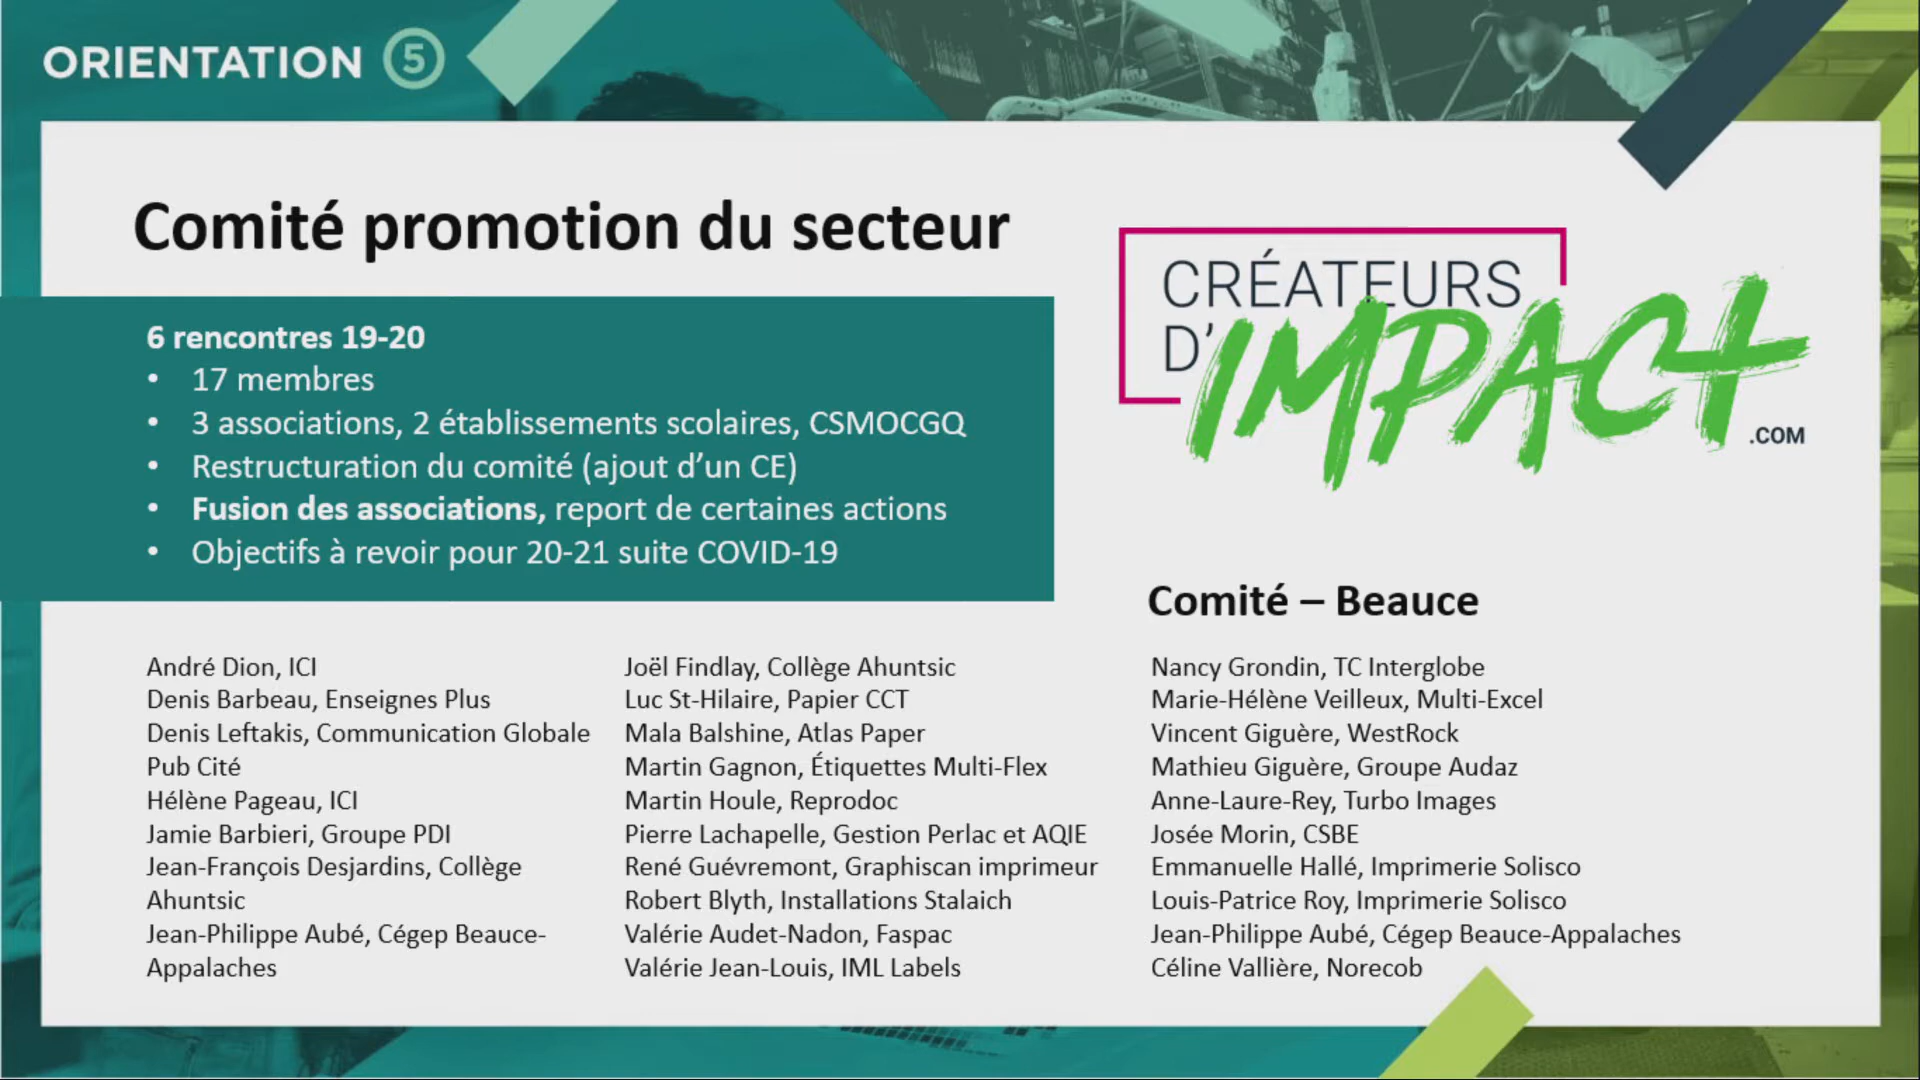 ORIENTATION 5
Comité promotion du secteur
6 rencontres 19-20
• 17 membres
• 3 associations, 2 établissements scolaires, CSMOCGQ
• Restructuration du comité (ajout d’un CE)
• Fusion des associations, report de certaines actions
• Objectifs à revoir pour 20-21 suite COVID-19
CRÉATEURS
D’IMPACT
.COM
André Dion, ICI
Denis Barbeau, Enseignes Plus
Denis Leftakis, Communication Globale
Pub Cité
Hélène Pageau, ICI
Jamie Barbieri, Groupe PDI
Jean-François Desjardins, Collège
Ahuntsic
Jean-Philippe Aubé, Cégep Beauce-
Appalaches
Joël Findlay, Collège Ahuntsic
Luc St-Hilaire, Papier CCT
Mala Balshine, Atlas Paper
Martin Gagnon, Étiquettes Multi-Flex
Martin Houle, Reprodoc
Pierre Lachapelle, Gestion Perlac et AQIE
René Guévremont, Graphiscan imprimeur
Robert Blyth, Installations Stalaich
Valérie Audet-Nadon, Faspac
Valérie Jean-Louis, IML Labels
Comité – Beauce
Nancy Grondin, TC Interglobe
Marie-Hélène Veilleux, Multi-Excel
Vincent Giguère, WestRock
Mathieu Giguère, Groupe Audaz
Anne-Laure-Rey, Turbo Images
Josée Morin, CSBE
Emmanuelle Hallé, Imprimerie Solisco
Louis-Patrice Roy, Imprimerie Solisco
Jean-Philippe Aubé, Cégep Beauce-Appalaches
Céline Vallière, Norecob